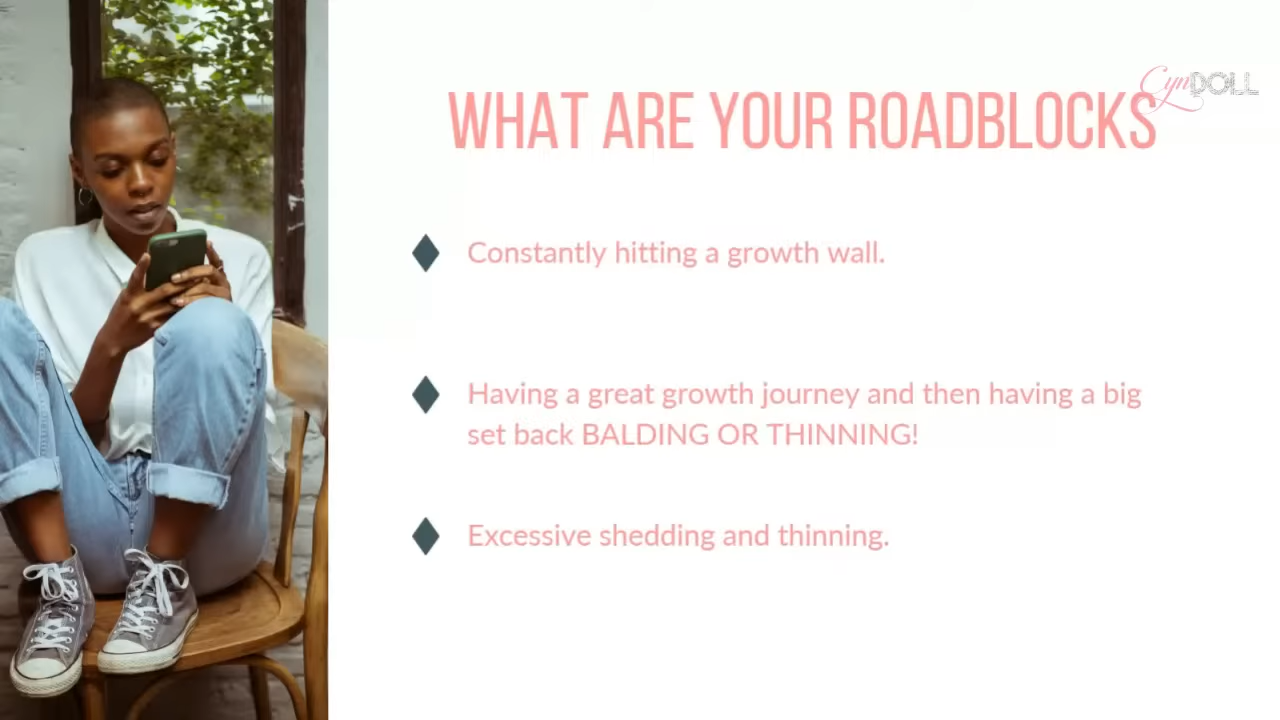 CynDOLL
WHAT ARE YOUR ROADBLOCKS
Constantly hitting a growth wall.
Having a great growth journey and then having a big
set back BALDING OR THINNING!
Excessive shedding and thinning.